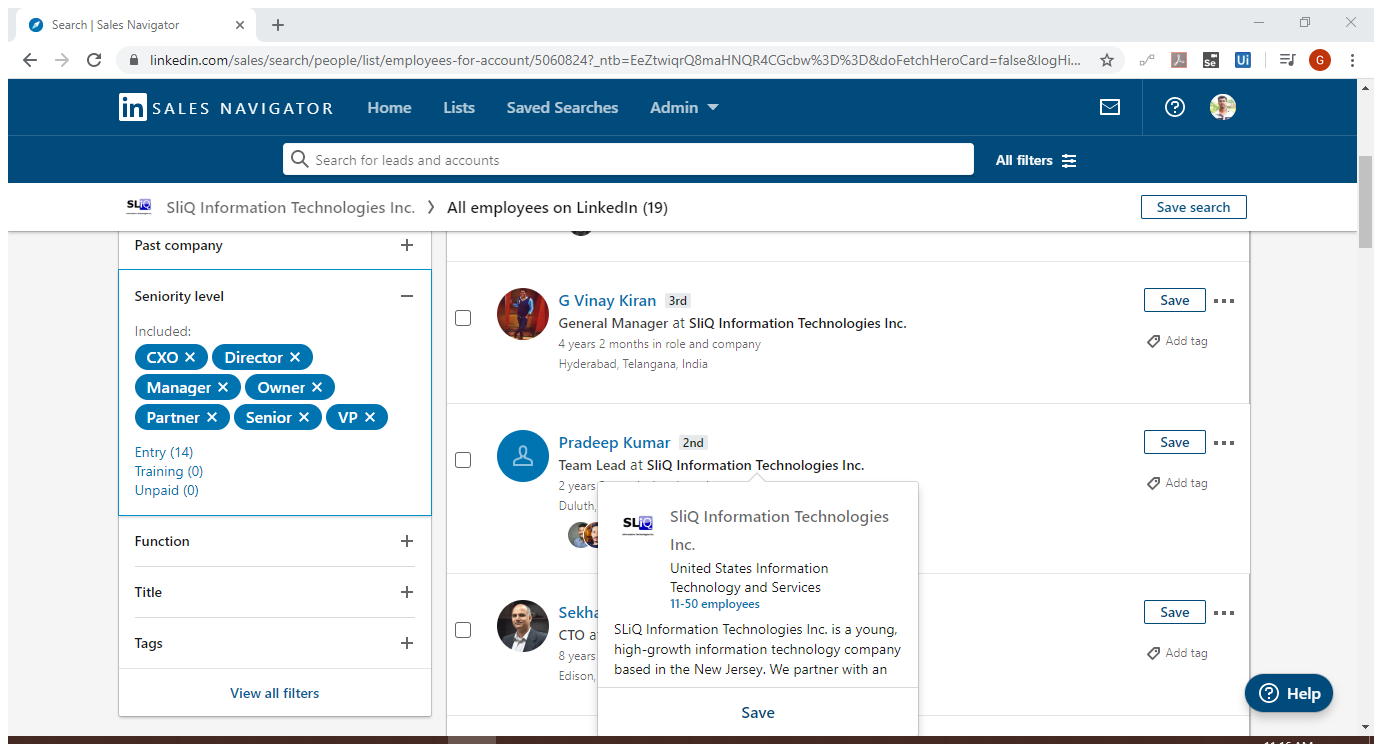 Search | Sales Navigator
linkedin.com/sales/search/people/list/employees-for-account/5060824?_ntb=EeZtwiqrQ8maHNQR4CGcbw%3D%3D&doFetchHeroCard=false&logHi...
Se
Ui
G
in SALES NAVIGATOR Home Lists Saved Searches Admin
Search for leads and accounts
All filters
SLiQ
SliQ Information Technologies Inc. All employees on LinkedIn (19)
Save search
Past company
Seniority level
Included:
CXO Director
Manager Owner
Partner Senior VP
Entry (14)
Training (0)
Unpaid (0)
Function
Title
Tags
View all filters
G Vinay Kiran 3rd
General Manager at SliQ Information Technologies Inc.
4 years 2 months in role and company
Hyderabad, Telangana, India
Save
Add tag
Pradeep Kumar 2nd
Team Lead at SliQ Information Technologies Inc.
2 years
Duluth,
Save
Add tag
SLiQ
SliQ Information Technologies
Inc.
United States Information
Technology and Services
11-50 employees
SLiQ Information Technologies Inc. is a young,
high-growth information technology company
based in the New Jersey. We partner with an
Save
Sekha
CTO a
8 years
Edison,
Save
Add tag
Help